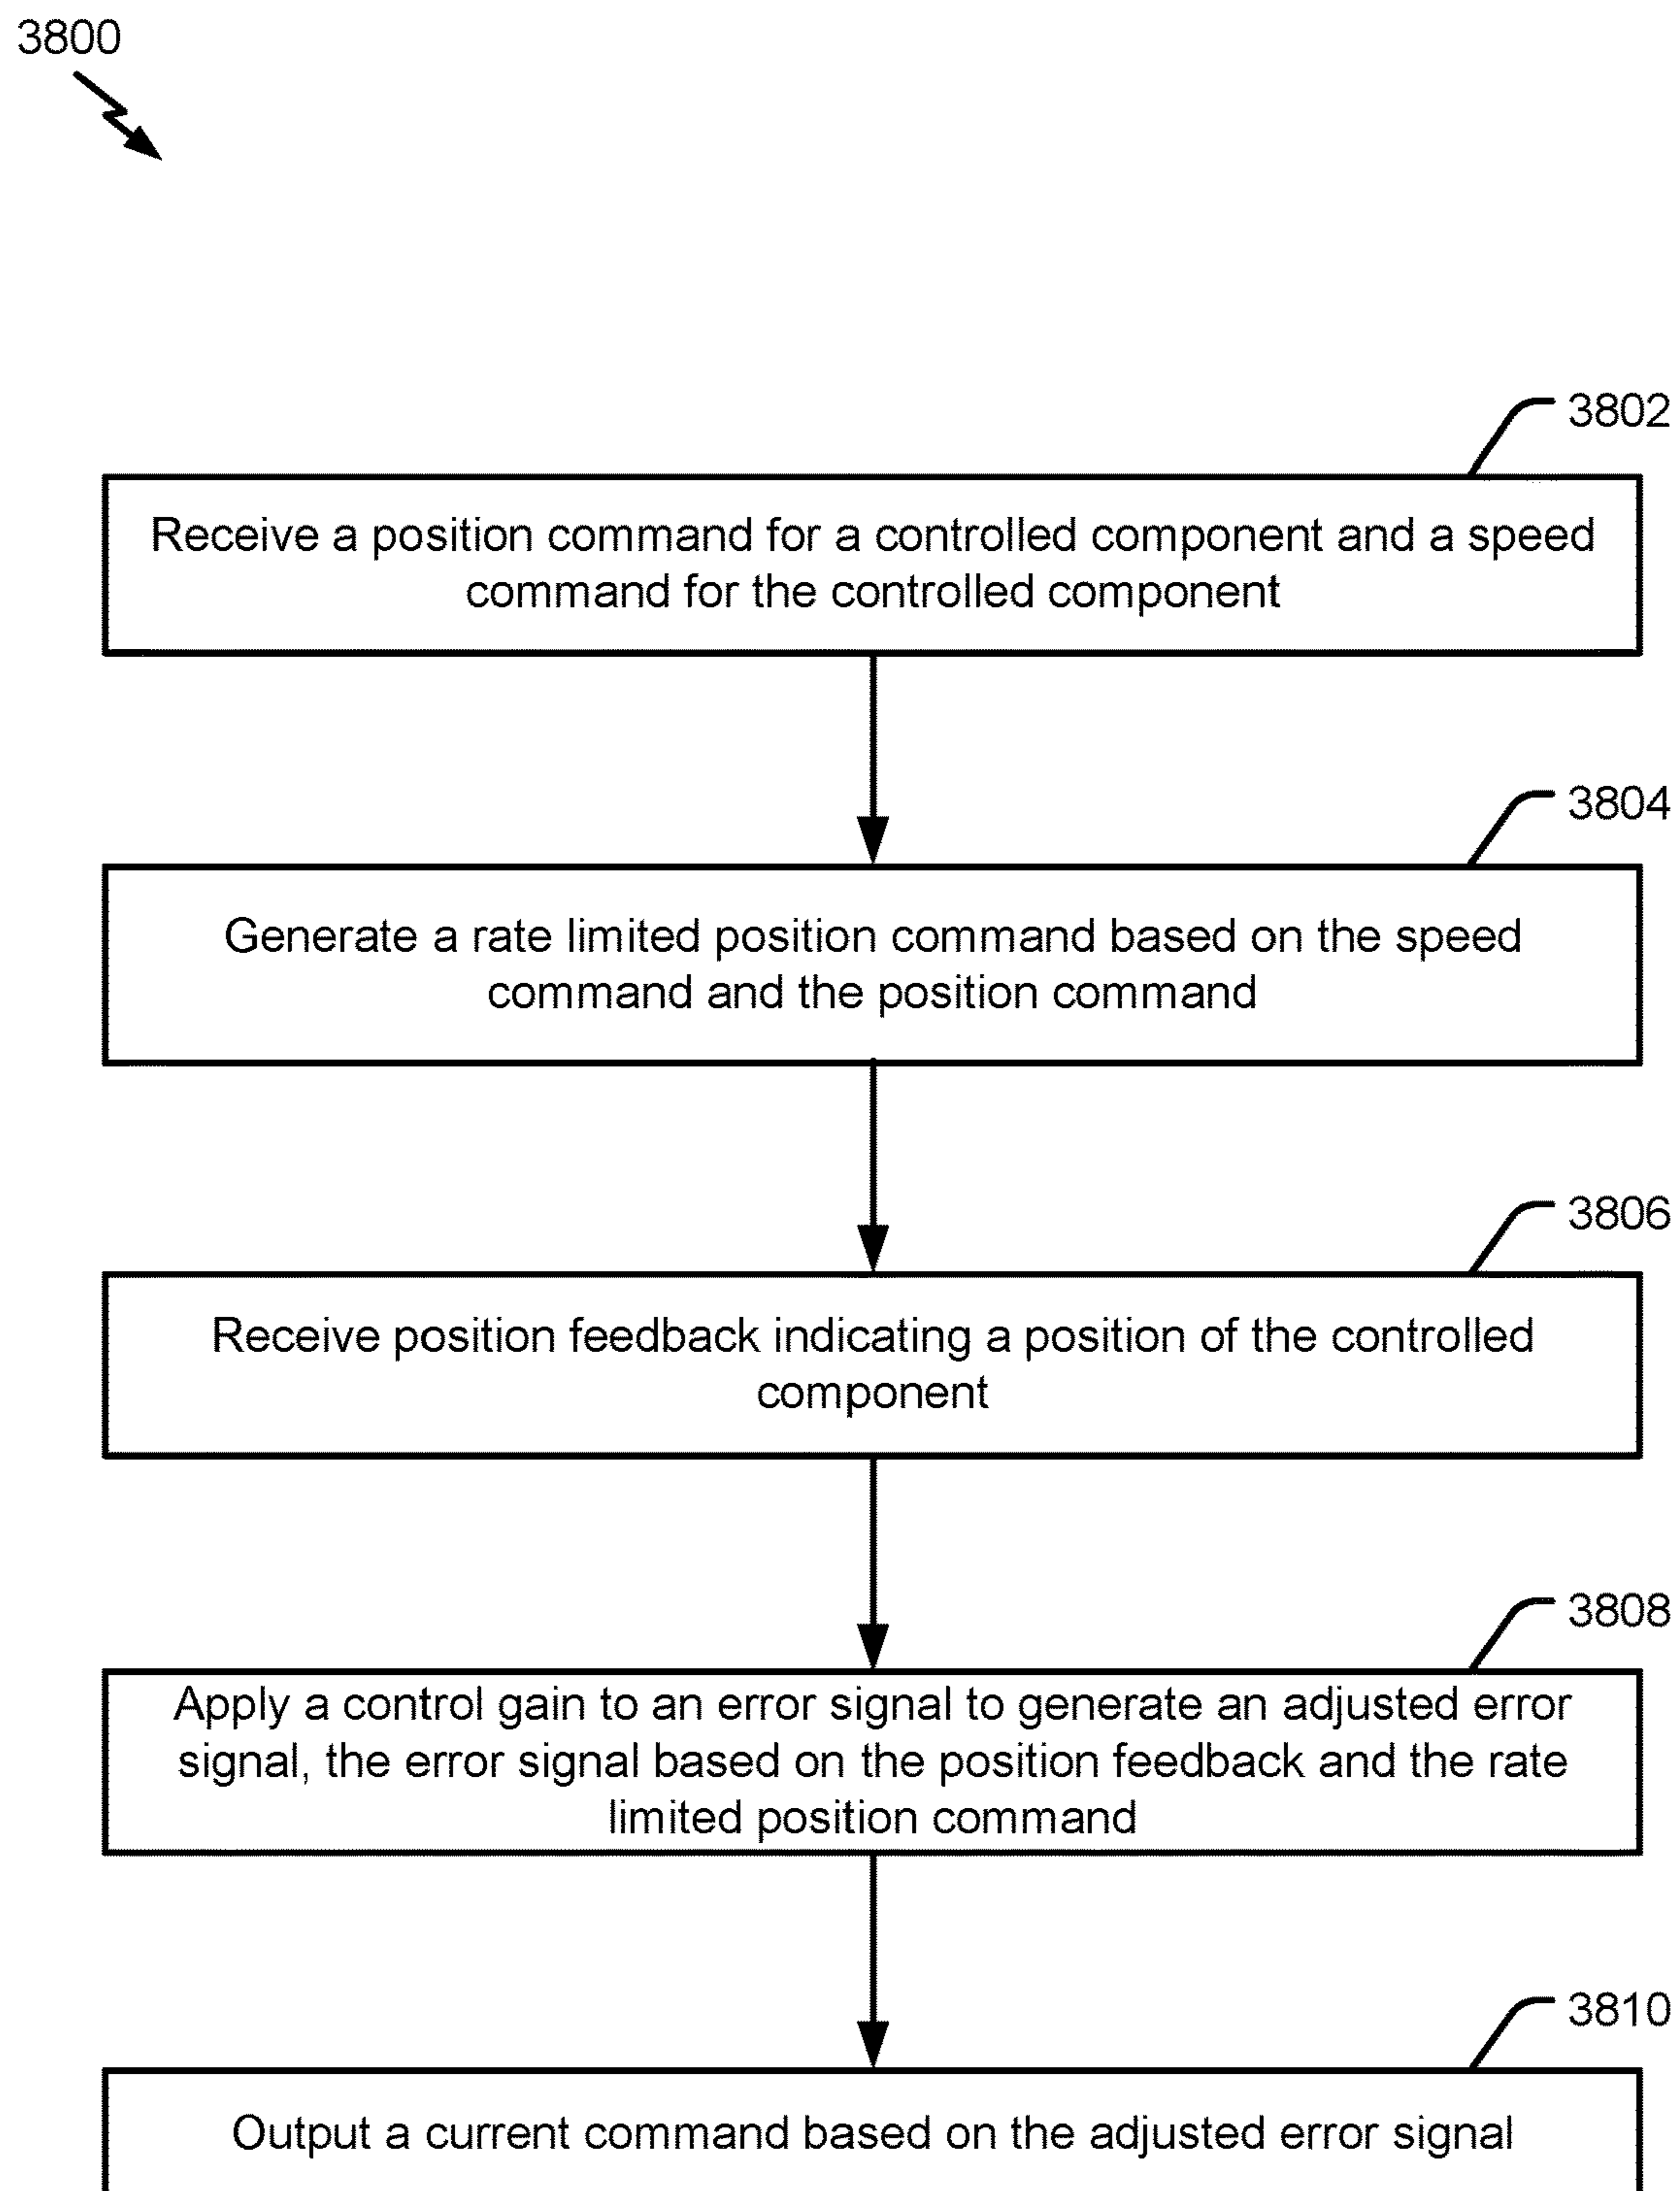 3800
3802
Receive a position command for a controlled component and a speed
command for the controlled component
3804
Generate a rate limited position command based on the speed
command and the position command
3806
Receive position feedback indicating a position of the controlled
component
3808
Apply a control gain to an error signal to generate an adjusted error
signal, the error signal based on the position feedback and the rate
limited position command
3810
Output a current command based on the adjusted error signal